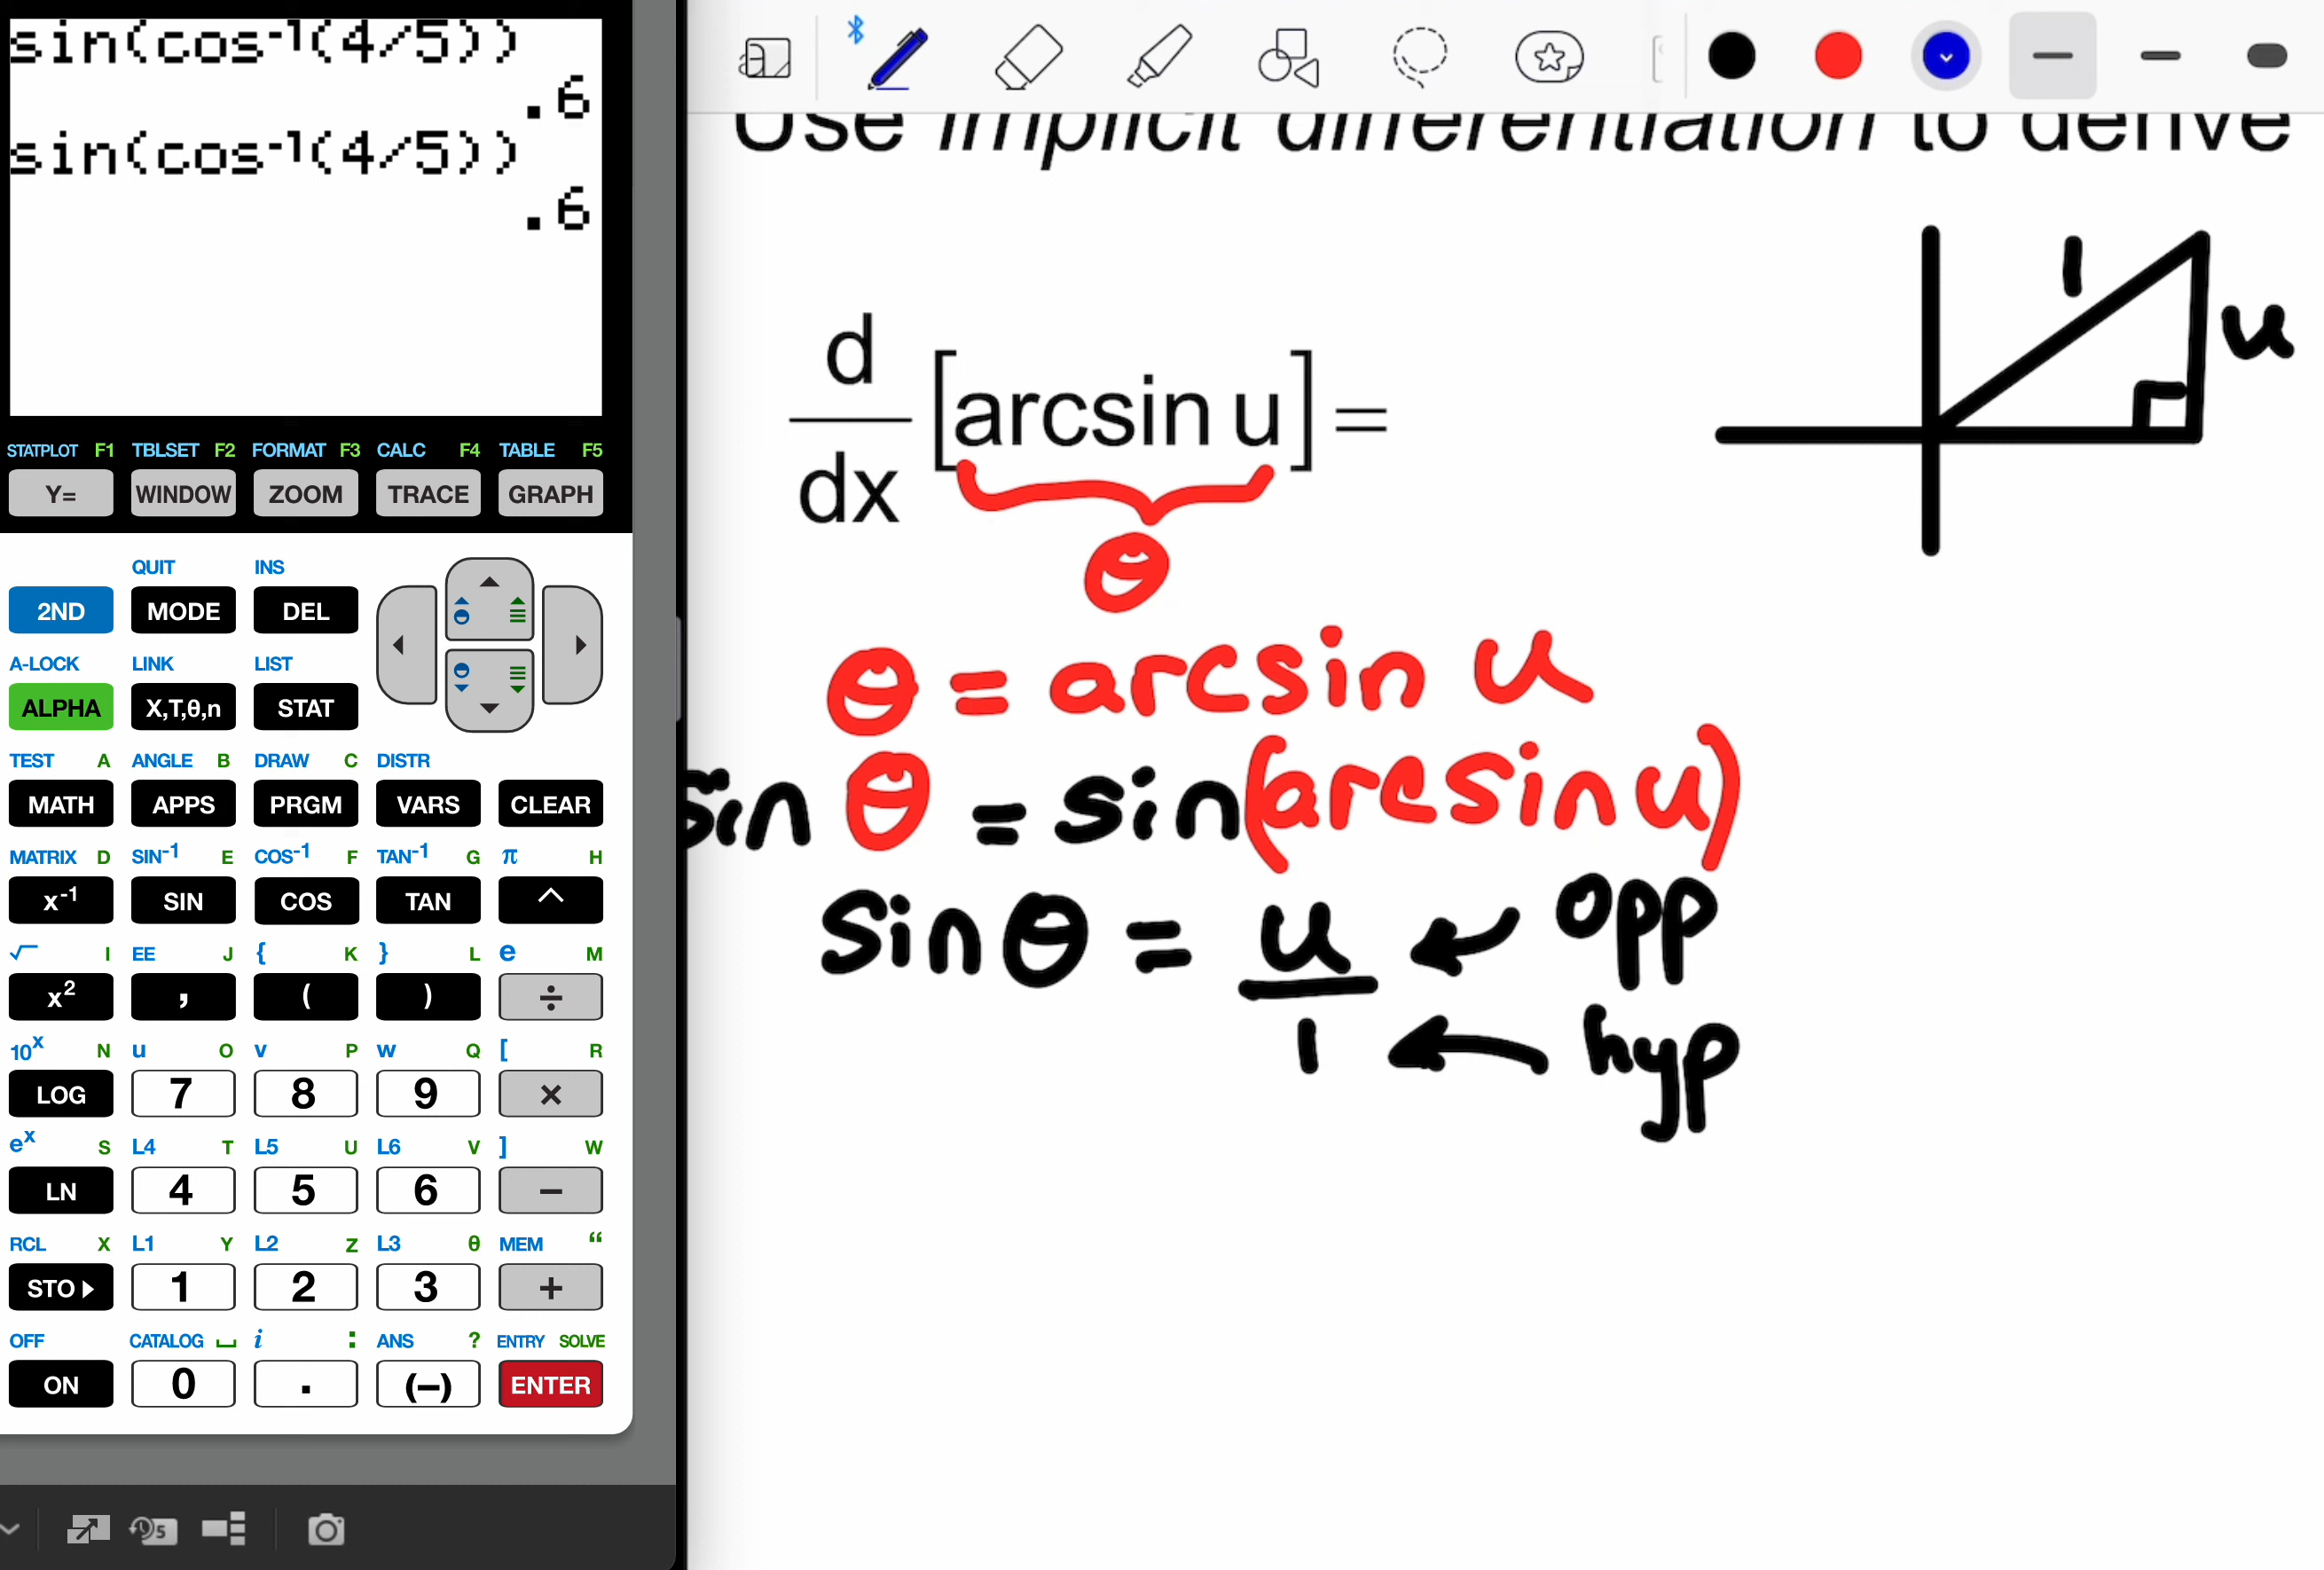 sin(cos⁻¹(4/5))
.6
sin(cos⁻¹(4/5))
.6
STATPLOT F1 TBLSET F2 FORMAT F3 CALC F4 TABLE F5
Y= WINDOW ZOOM TRACE GRAPH
QUIT INS
2ND MODE DEL
A-LOCK LINK LIST
ALPHA X,T,θ,n STAT
TEST A ANGLE B DRAW C DISTR
MATH APPS PRGM VARS CLEAR
MATRIX D SIN⁻¹ E COS⁻¹ F TAN⁻¹ G π H
x⁻¹ SIN COS TAN ^
√ I EE J { K } L e M
x² , ( ) ÷
10ˣ N u O v P w Q [ R
LOG 7 8 9 ×
eˣ S L4 T L5 U L6 V ] W
LN 4 5 6 −
RCL X L1 Y L2 Z L3 θ MEM “
STO▶ 1 2 3 +
OFF CATALOG ⎵ i : ANS ? ENTRY SOLVE
ON 0 . (−) ENTER
5
a
Use implicit differentiation to derive
d/dx [arcsin u] =
θ
θ = arcsin u
sin θ = sin(arcsin u)
sin θ = u/1
opp
hyp
1
u